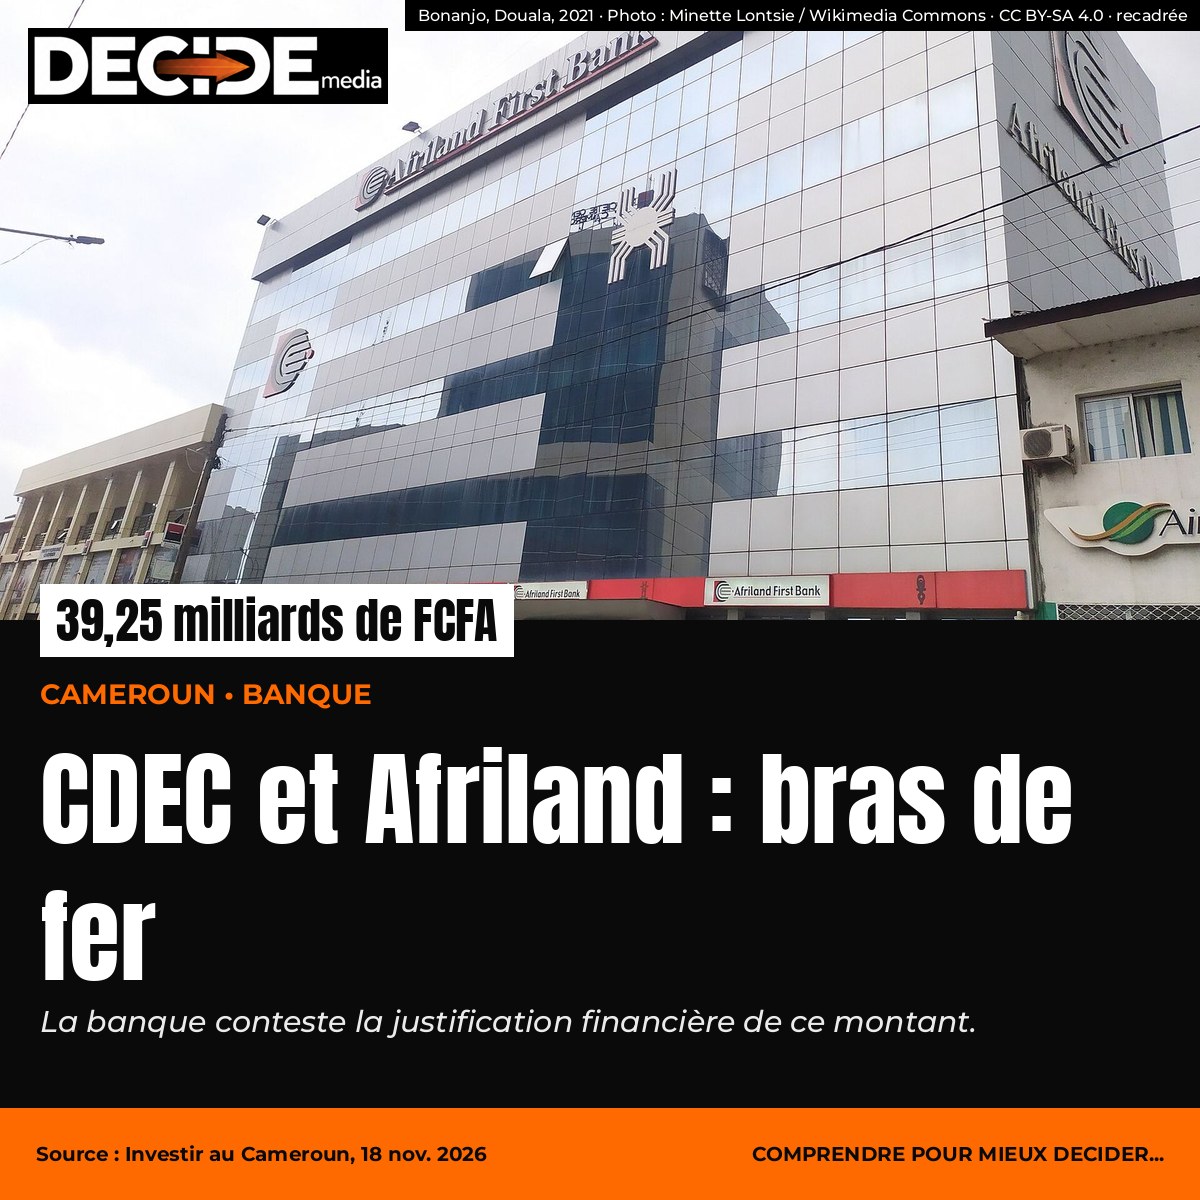 Bonanjo, Douala, 2021 · Photo : Minette Lontsie / Wikimedia Commons · CC BY-SA 4.0 · recadrée
DECIDE media
Afriland First Bank
Afriland First B
Afriland First Bank
Afriland First Bank
39,25 milliards de FCFA
CAMEROUN • BANQUE
CDEC et Afriland : bras de
fer
La banque conteste la justification financière de ce montant.
Source : Investir au Cameroun, 18 nov. 2026
COMPRENDRE POUR MIEUX DECIDER...